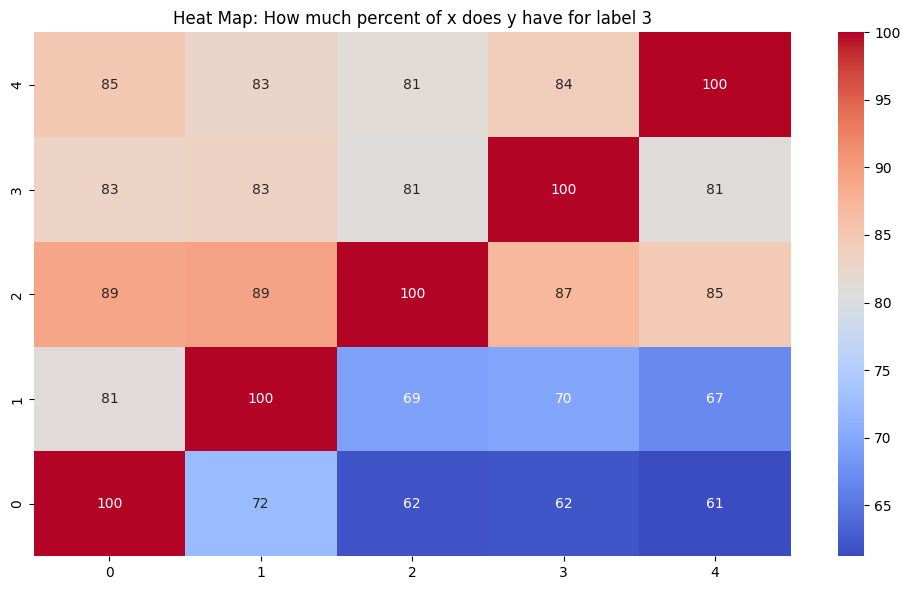 Heat Map: How much percent of x does y have for label 3
4 85 83 81 84 100
3 83 83 81 100 81
2 89 89 100 87 85
1 81 100 69 70 67
0 100 72 62 62 61
0 1 2 3 4
100
95
90
85
80
75
70
65